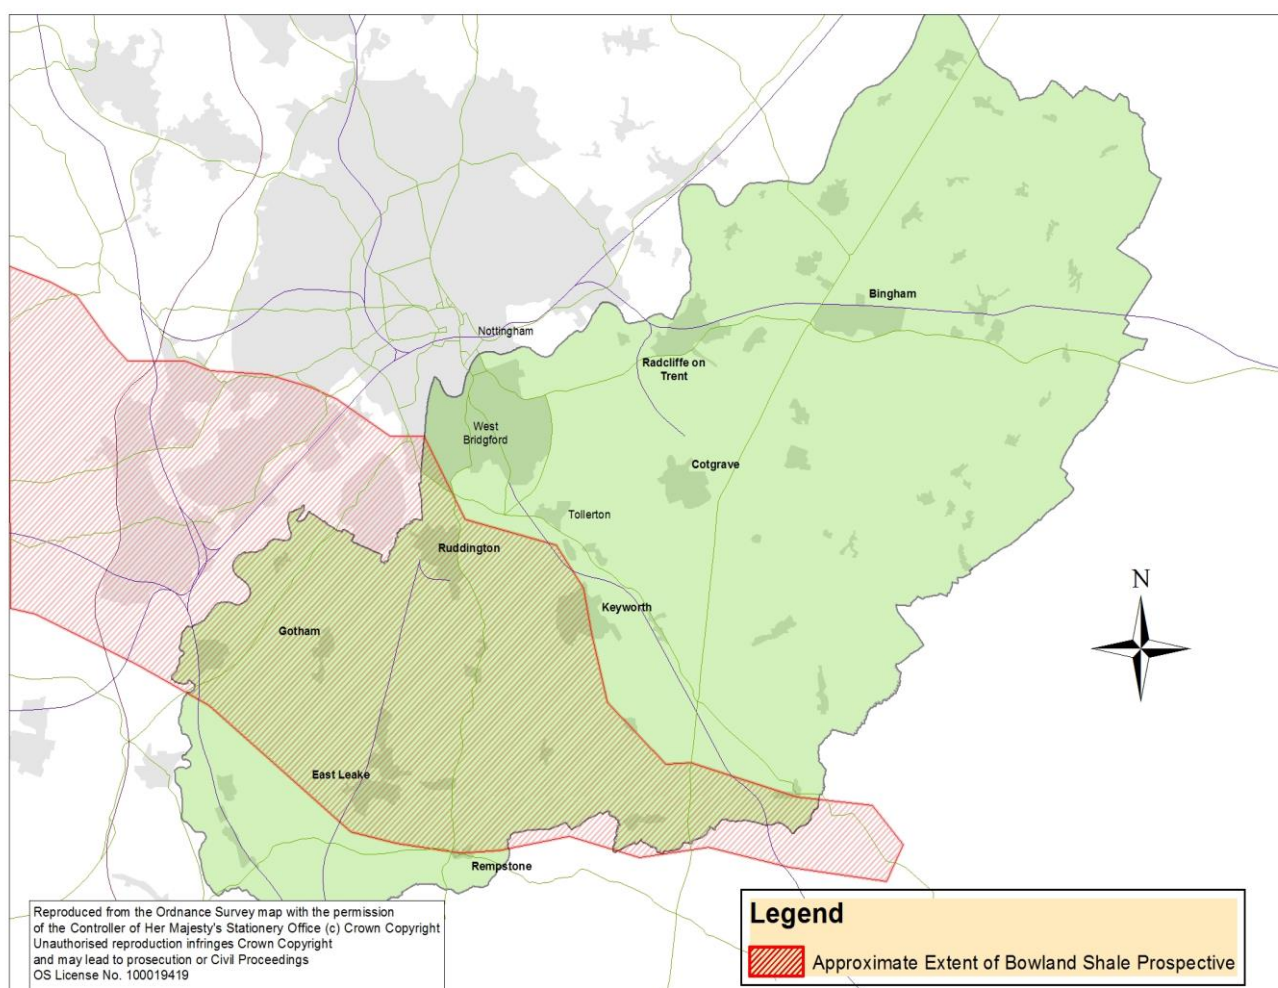 Nottingham
Bingham
Radcliffe on
Trent
West
Bridgford
Cotgrave
Tollerton
Ruddington
N
Keyworth
Gotham
East Leake
Rempstone
Reproduced from the Ordnance Survey map with the permission
of the Controller of Her Majesty's Stationery Office (c) Crown Copyright
Unauthorised reproduction infringes Crown Copyright
and may lead to prosecution or Civil Proceedings
OS License No. 100019419
Legend
Approximate Extent of Bowland Shale Prospective